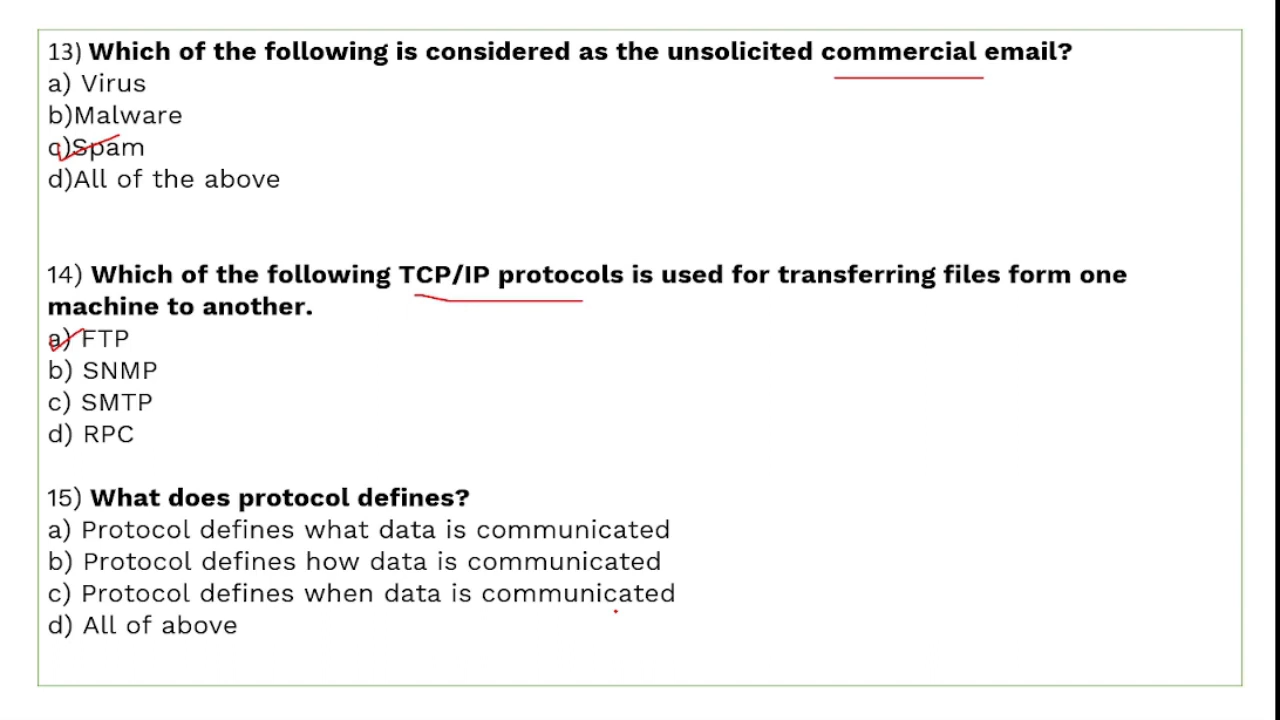 13) Which of the following is considered as the unsolicited commercial email?
a) Virus
b)Malware
c)Spam
d)All of the above
14) Which of the following TCP/IP protocols is used for transferring files form one
machine to another.
a) FTP
b) SNMP
c) SMTP
d) RPC
15) What does protocol defines?
a) Protocol defines what data is communicated
b) Protocol defines how data is communicated
c) Protocol defines when data is communicated
d) All of above